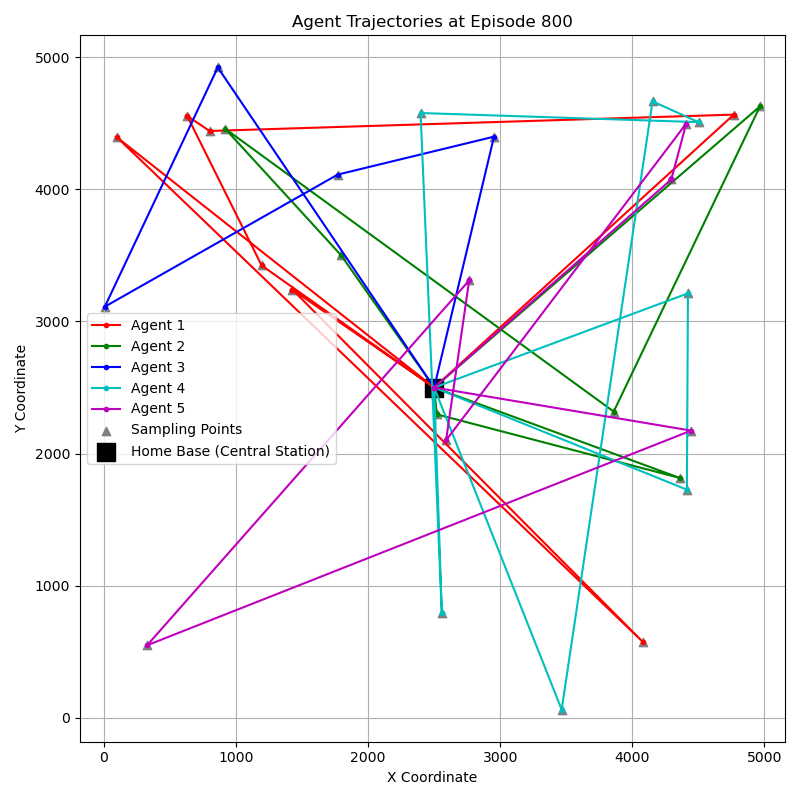 Agent Trajectories at Episode 800
Y Coordinate
5000
4000
3000
2000
1000
0
Agent 1
Agent 2
Agent 3
Agent 4
Agent 5
Sampling Points
Home Base (Central Station)
0 1000 2000 3000 4000 5000
X Coordinate